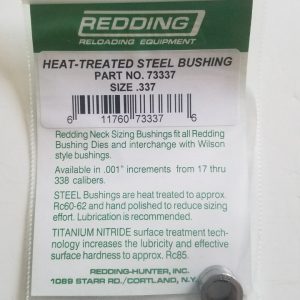 REDDING
RELOADING EQUIPMENT
HEAT-TREATED STEEL BUSHING
PART NO. 73337
SIZE .337
6 11760 73337 6
Redding Neck Sizing Bushings fit all Redding
Bushing Dies and interchange with Wilson
style bushings.
Available in .001" increments from 17 thru
338 calibers.
STEEL Bushings are heat treated to approx.
Rc60-62 and hand polished to reduce sizing
effort. Lubrication is recommended.
TITANIUM NITRIDE surface treatment tech-
nology increases the lubricity and effective
surface hardness to approx. Rc85.
REDDING-HUNTER, INC.
1089 STARR RD./CORTLAND, N.Y.